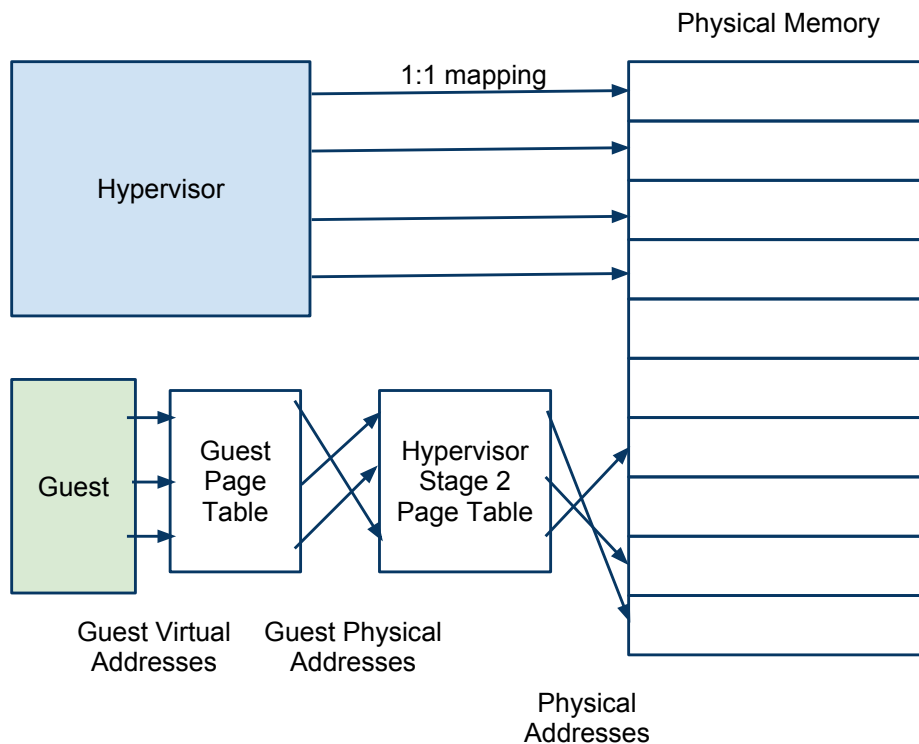 Physical Memory
1:1 mapping
Hypervisor
Guest
Guest
Page
Table
Hypervisor
Stage 2
Page Table
Guest Virtual
Addresses
Guest Physical
Addresses
Physical
Addresses